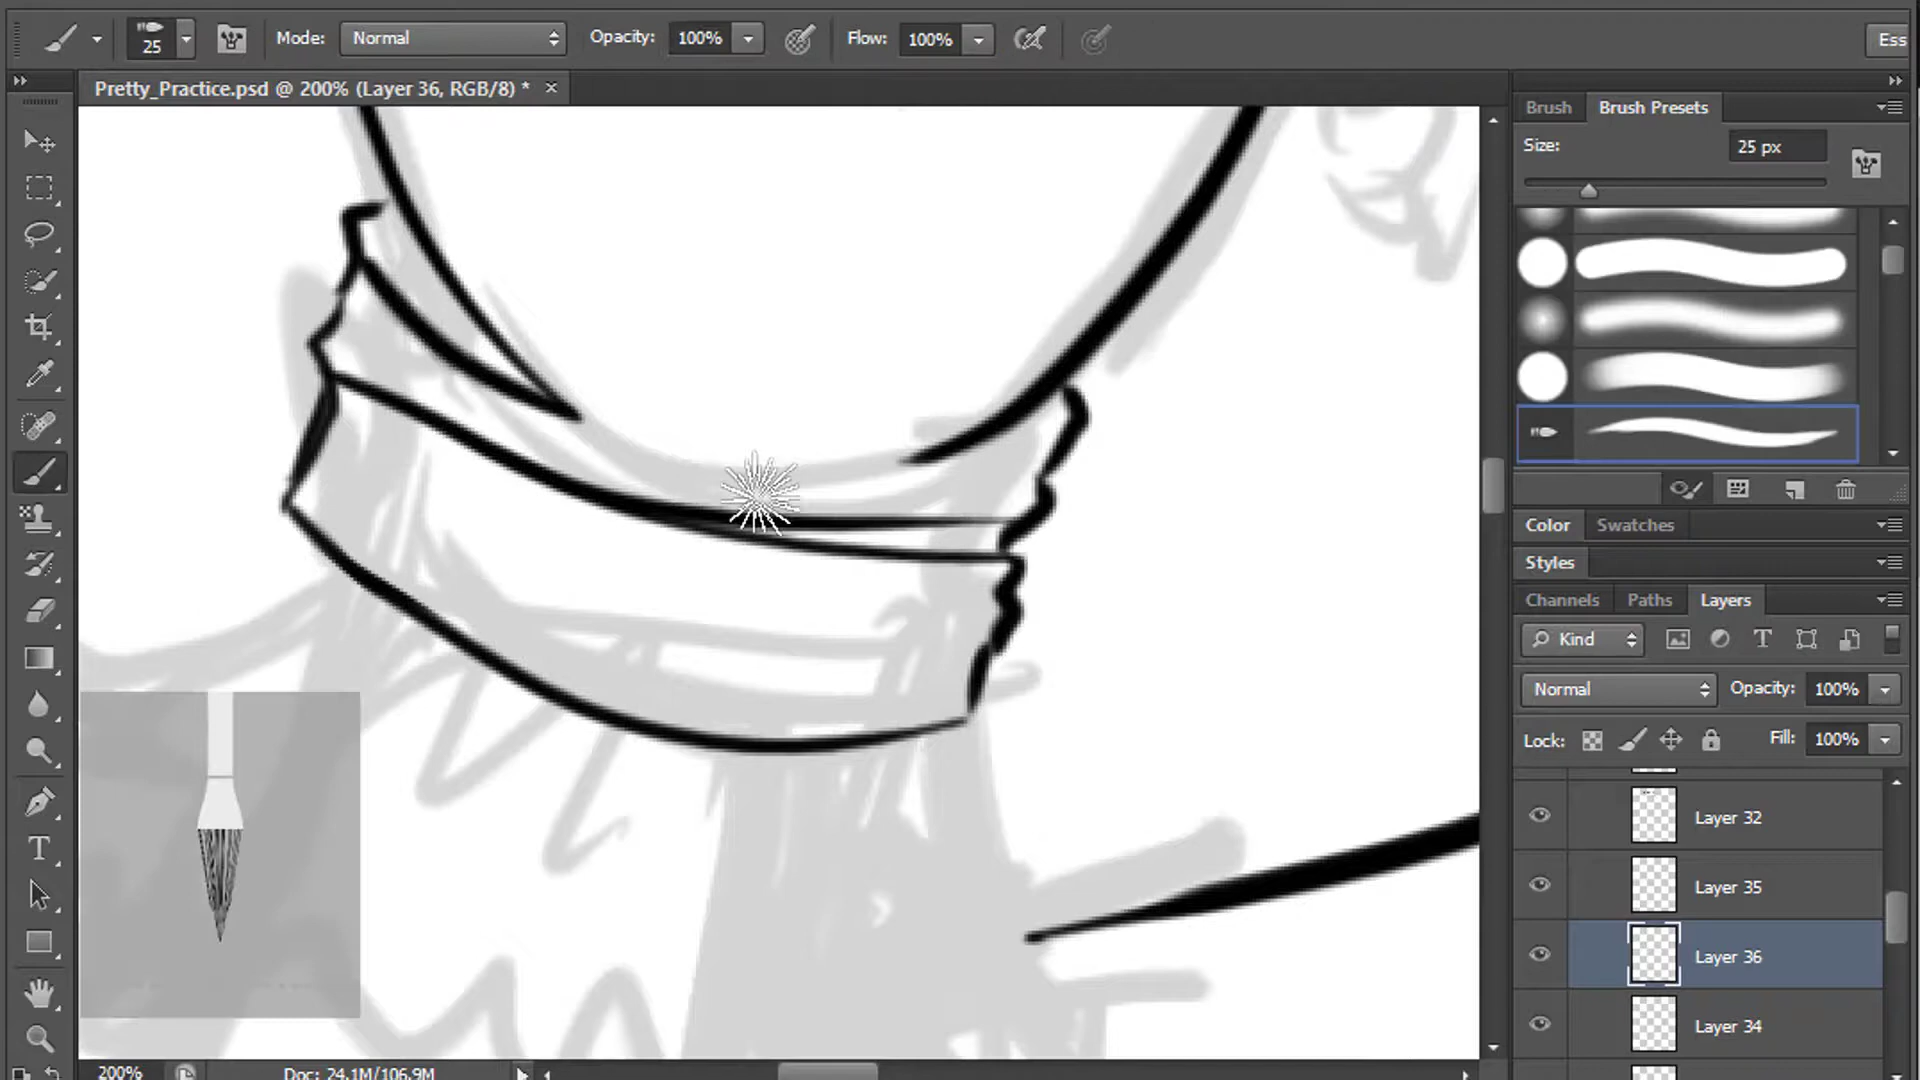 25 Mode: Normal Opacity: 100% Flow: 100% Ess
Pretty_Practice.psd @ 200% (Layer 36, RGB/8) * ×
Brush Brush Presets
Size: 25 px
Color Swatches
Styles
Channels Paths Layers
Kind
Normal Opacity: 100%
Lock: Fill: 100%
Layer 32
Layer 35
Layer 36
Layer 34
200% Doc: 24.1M/106.9M